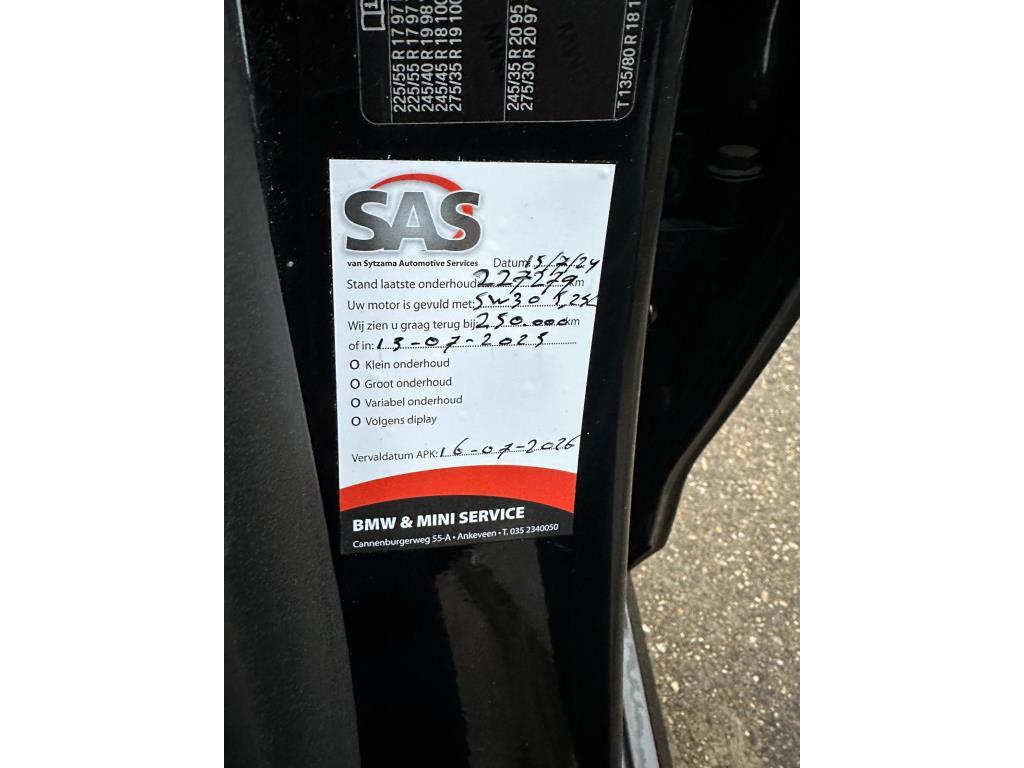 225/55 R 17 97
225/55 R 17 97
245/40 R 19 98
245/45 R 18 100
275/35 R 19 100
245/35 R 20 95
275/30 R 20 97
T 135/80 R 18 1
SAS
van Sytzama Automotive Services
Datum: 15/7/24
Stand laatste onderhoud: 227279 km
Uw motor is gevuld met: 5W30
Wij zien u graag terug bij: 250.000 km
of in: 15-07-2025
O Klein onderhoud
O Groot onderhoud
O Variabel onderhoud
O Volgens diplay
Vervaldatum APK: 16-07-2026
BMW & MINI SERVICE
Cannenburgerweg 55-A • Ankeveen • T. 035 2340050